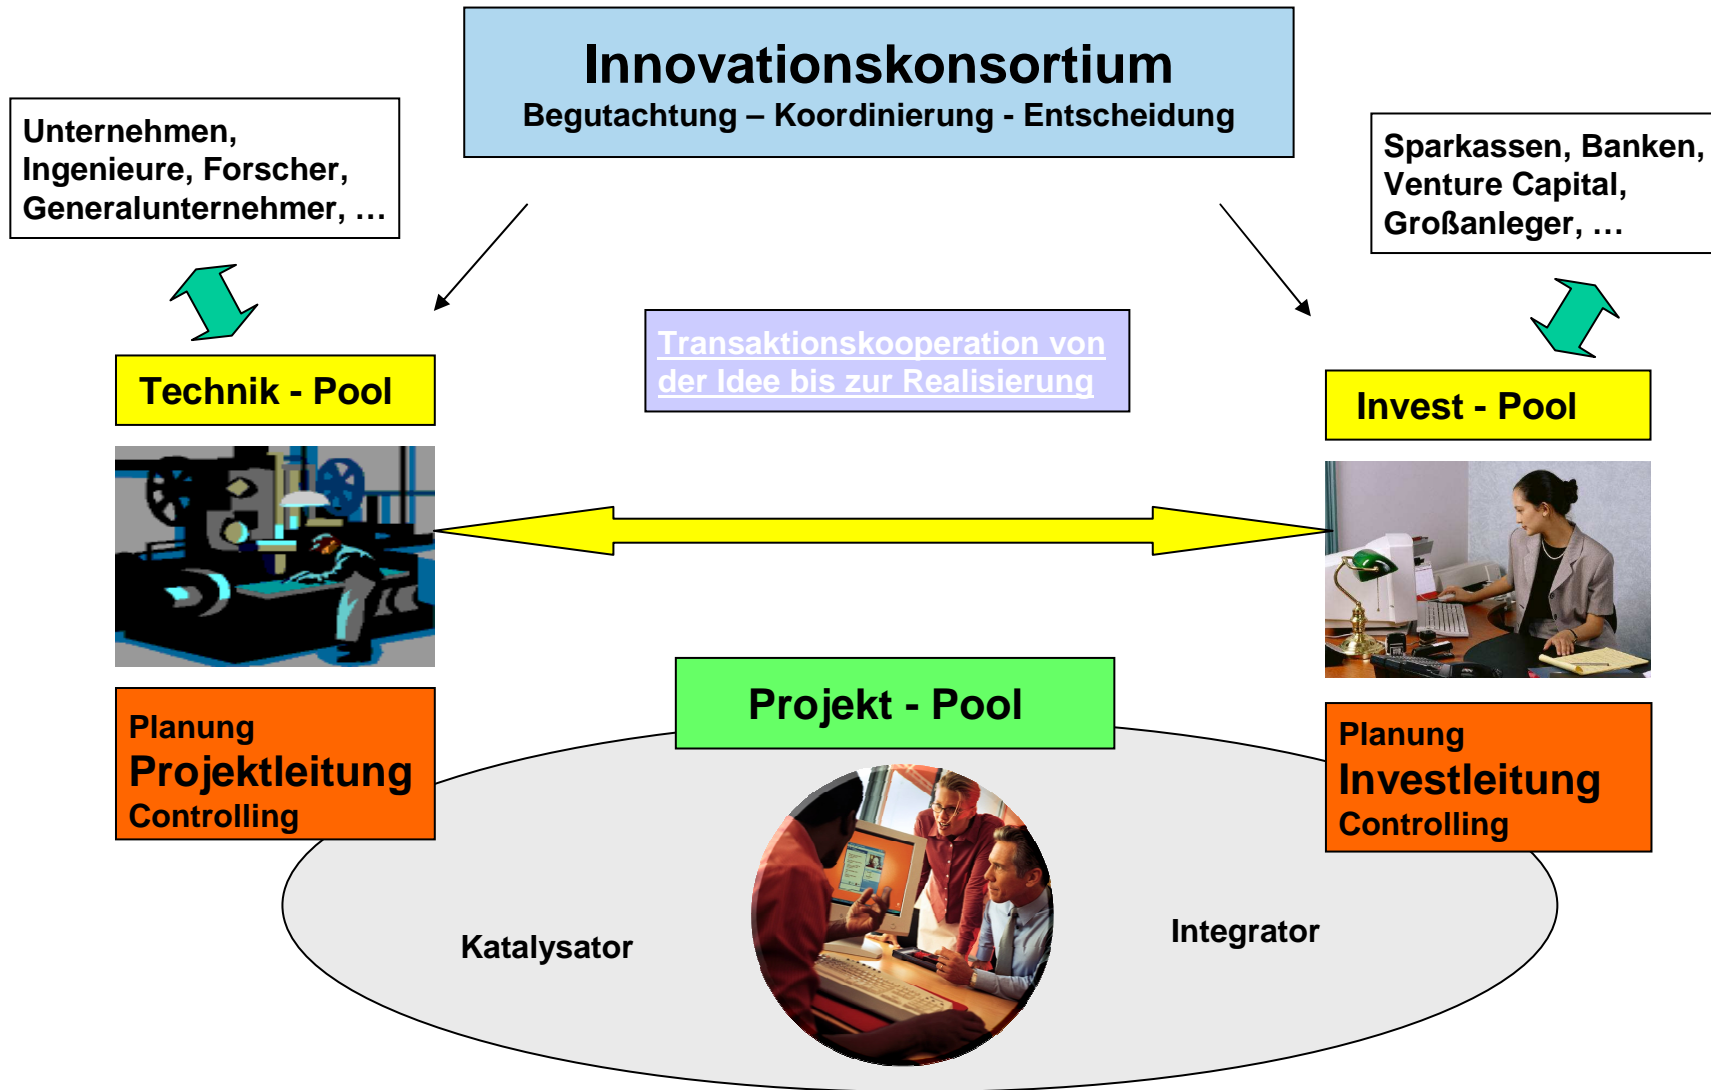 Innovationskonsortium
Begutachtung – Koordinierung - Entscheidung
Unternehmen,
Ingenieure, Forscher,
Generalunternehmer, …
Sparkassen, Banken,
Venture Capital,
Großanleger, …
Transaktionskooperation von
der Idee bis zur Realisierung
Technik - Pool
Invest - Pool
Projekt - Pool
Planung
Projektleitung
Controlling
Planung
Investleitung
Controlling
Katalysator
Integrator